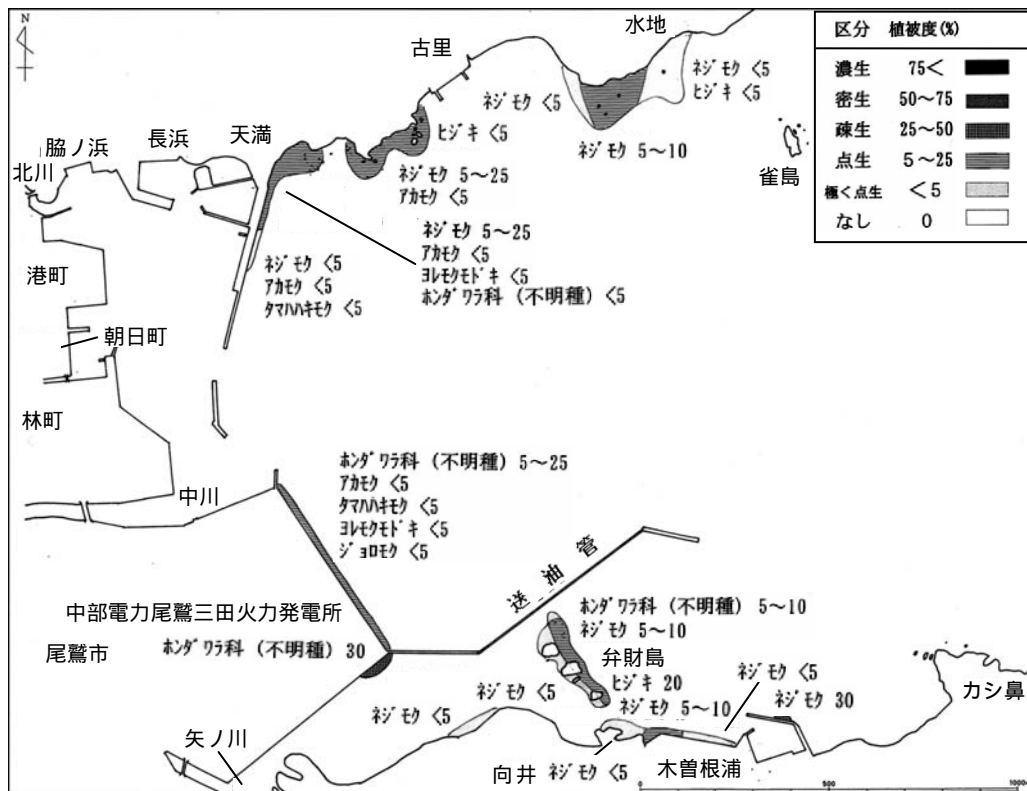 N
水地
古里
区分 植被度(%)
濃生 75<
密生 50~75
疎生 25~50
点生 5~25
極く点生 <5
なし 0
ネジモク <5
ヒジキ <5
ネジモク <5
ネジモク 5~10
雀島
ヒジキ <5
ネジモク 5~25
アカモク <5
天満
長浜
脇ノ浜
北川
ネジモク 5~25
アカモク <5
ヨレモクモドキ <5
ホンダワラ科 (不明種) <5
ネジモク <5
アカモク <5
タマハハキモク <5
港町
朝日町
林町
中川
ホンダワラ科 (不明種) 5~25
アカモク <5
タマハハキモク <5
ヨレモクモドキ <5
ジョロモク <5
送油管
中部電力尾鷲三田火力発電所
尾鷲市
ホンダワラ科 (不明種) 30
ホンダワラ科 (不明種) 5~10
ネジモク 5~10
弁財島
ヒジキ 20
ネジモク 5~10
ネジモク <5
ネジモク 30
カシ鼻
ネジモク <5
ネジモク <5
矢ノ川
向井 ネジモク <5
木曽根浦
0 500 1000